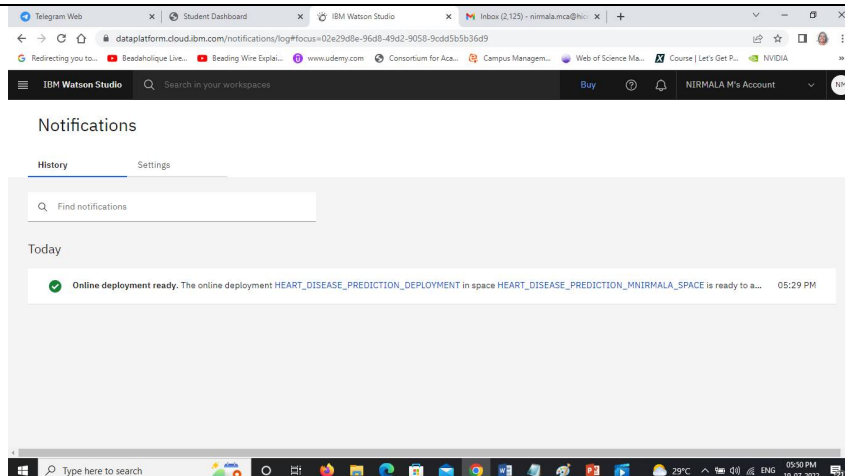 Telegram Web
Student Dashboard
IBM Watson Studio
Inbox (2,125) - nirmala.mca@hic
dataplatform.cloud.ibm.com/notifications/log#focus=02e29d8e-96d8-49d2-9058-9cdd5b5b36d9
Redirecting you to...
Beadaholique Live...
Beading Wire Explai...
www.udemy.com
Consortium for Aca...
Campus Managem...
Web of Science Ma...
Course | Let's Get P...
NVIDIA
IBM Watson Studio
Search in your workspaces
Buy
NIRMALA M's Account
NM
Notifications
History
Settings
Find notifications
Today
Online deployment ready. The online deployment HEART_DISEASE_PREDICTION_DEPLOYMENT in space HEART_DISEASE_PREDICTION_MNIRMALA_SPACE is ready to a... 05:29 PM
Type here to search
29°C
ENG
05:50 PM